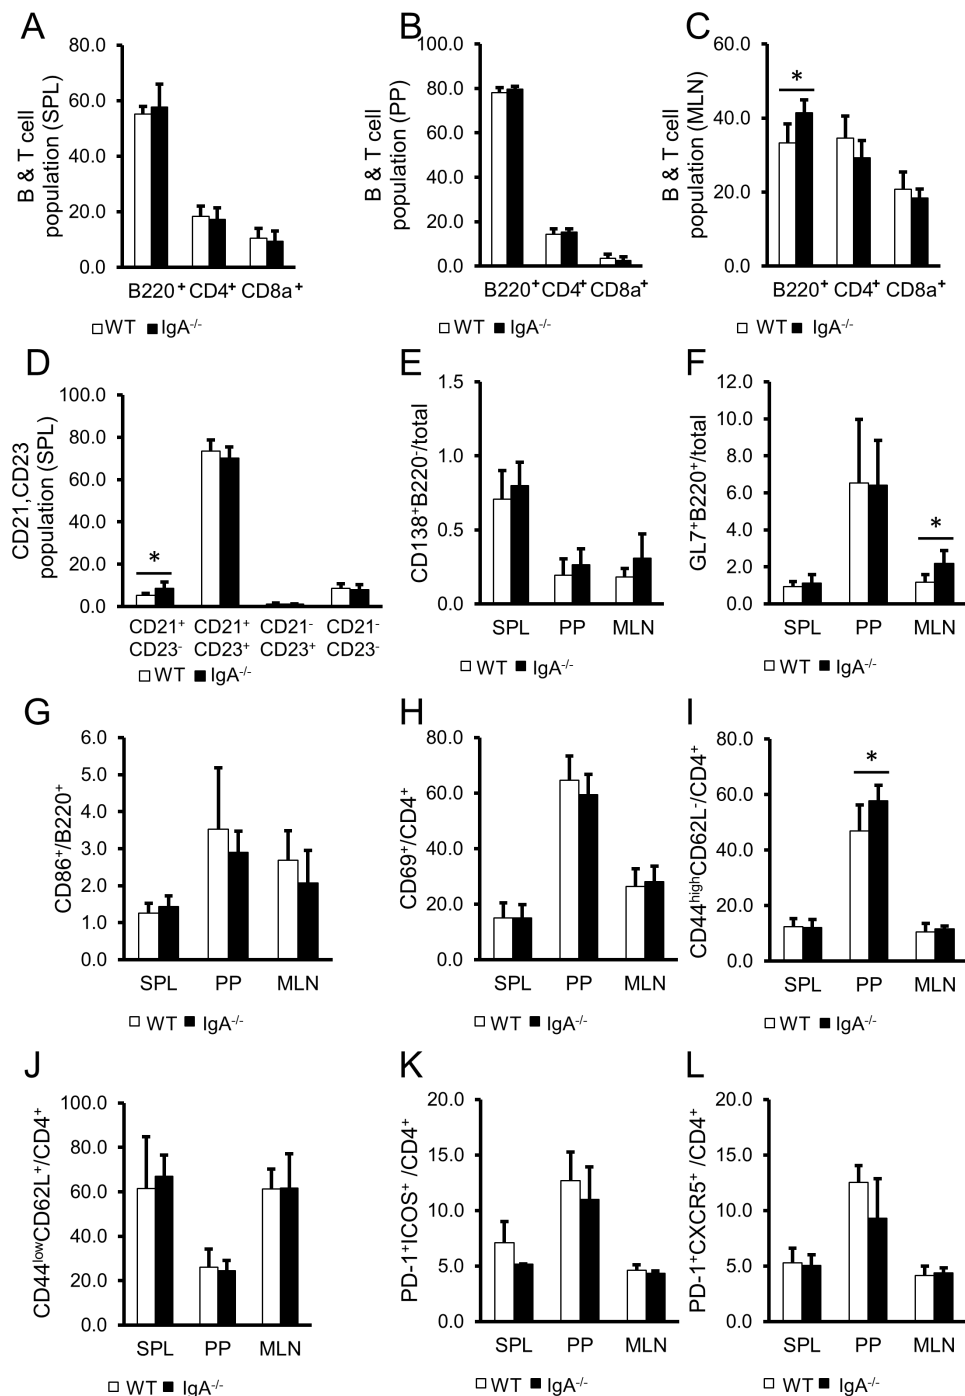 A
B & T cell
population (SPL)
80.0
60.0
40.0
20.0
0.0
B220⁺ CD4⁺ CD8a⁺
□WT ■IgA⁻/⁻
B
B & T cell
population (PP)
100.0
80.0
60.0
40.0
20.0
0.0
B220⁺ CD4⁺ CD8a⁺
□WT ■IgA⁻/⁻
C
B & T cell
population (MLN)
60.0
40.0
20.0
0.0
*
B220⁺ CD4⁺ CD8a⁺
□WT ■IgA⁻/⁻
D
CD21,CD23
population (SPL)
100.0
80.0
60.0
40.0
20.0
0.0
*
CD21⁺ CD21⁺ CD21⁻ CD21⁻
CD23⁻ CD23⁺ CD23⁺ CD23⁻
□WT ■IgA⁻/⁻
E
CD138⁺B220⁻/total
1.5
1.0
0.5
0.0
SPL PP MLN
□WT ■IgA⁻/⁻
F
GL7⁺B220⁺/total
12.0
10.0
8.0
6.0
4.0
2.0
0.0
*
SPL PP MLN
□WT ■IgA⁻/⁻
G
CD86⁺/B220⁺
6.0
5.0
4.0
3.0
2.0
1.0
0.0
SPL PP MLN
□ WT ■ IgA⁻/⁻
H
CD69⁺/CD4⁺
80.0
60.0
40.0
20.0
0.0
SPL PP MLN
□ WT ■ IgA⁻/⁻
I
CD44ʰⁱᵍʰCD62L⁻/CD4⁺
80.0
60.0
40.0
20.0
0.0
*
SPL PP MLN
□ WT ■ IgA⁻/⁻
J
CD44ˡᵒʷCD62L⁺/CD4⁺
100.0
80.0
60.0
40.0
20.0
0.0
SPL PP MLN
□ WT ■ IgA⁻/⁻
K
PD-1⁺ICOS⁺ /CD4⁺
20.0
15.0
10.0
5.0
0.0
SPL PP MLN
□ WT ■ IgA⁻/⁻
L
PD-1⁺CXCR5⁺ /CD4⁺
20.0
15.0
10.0
5.0
0.0
SPL PP MLN
□ WT ■ IgA⁻/⁻